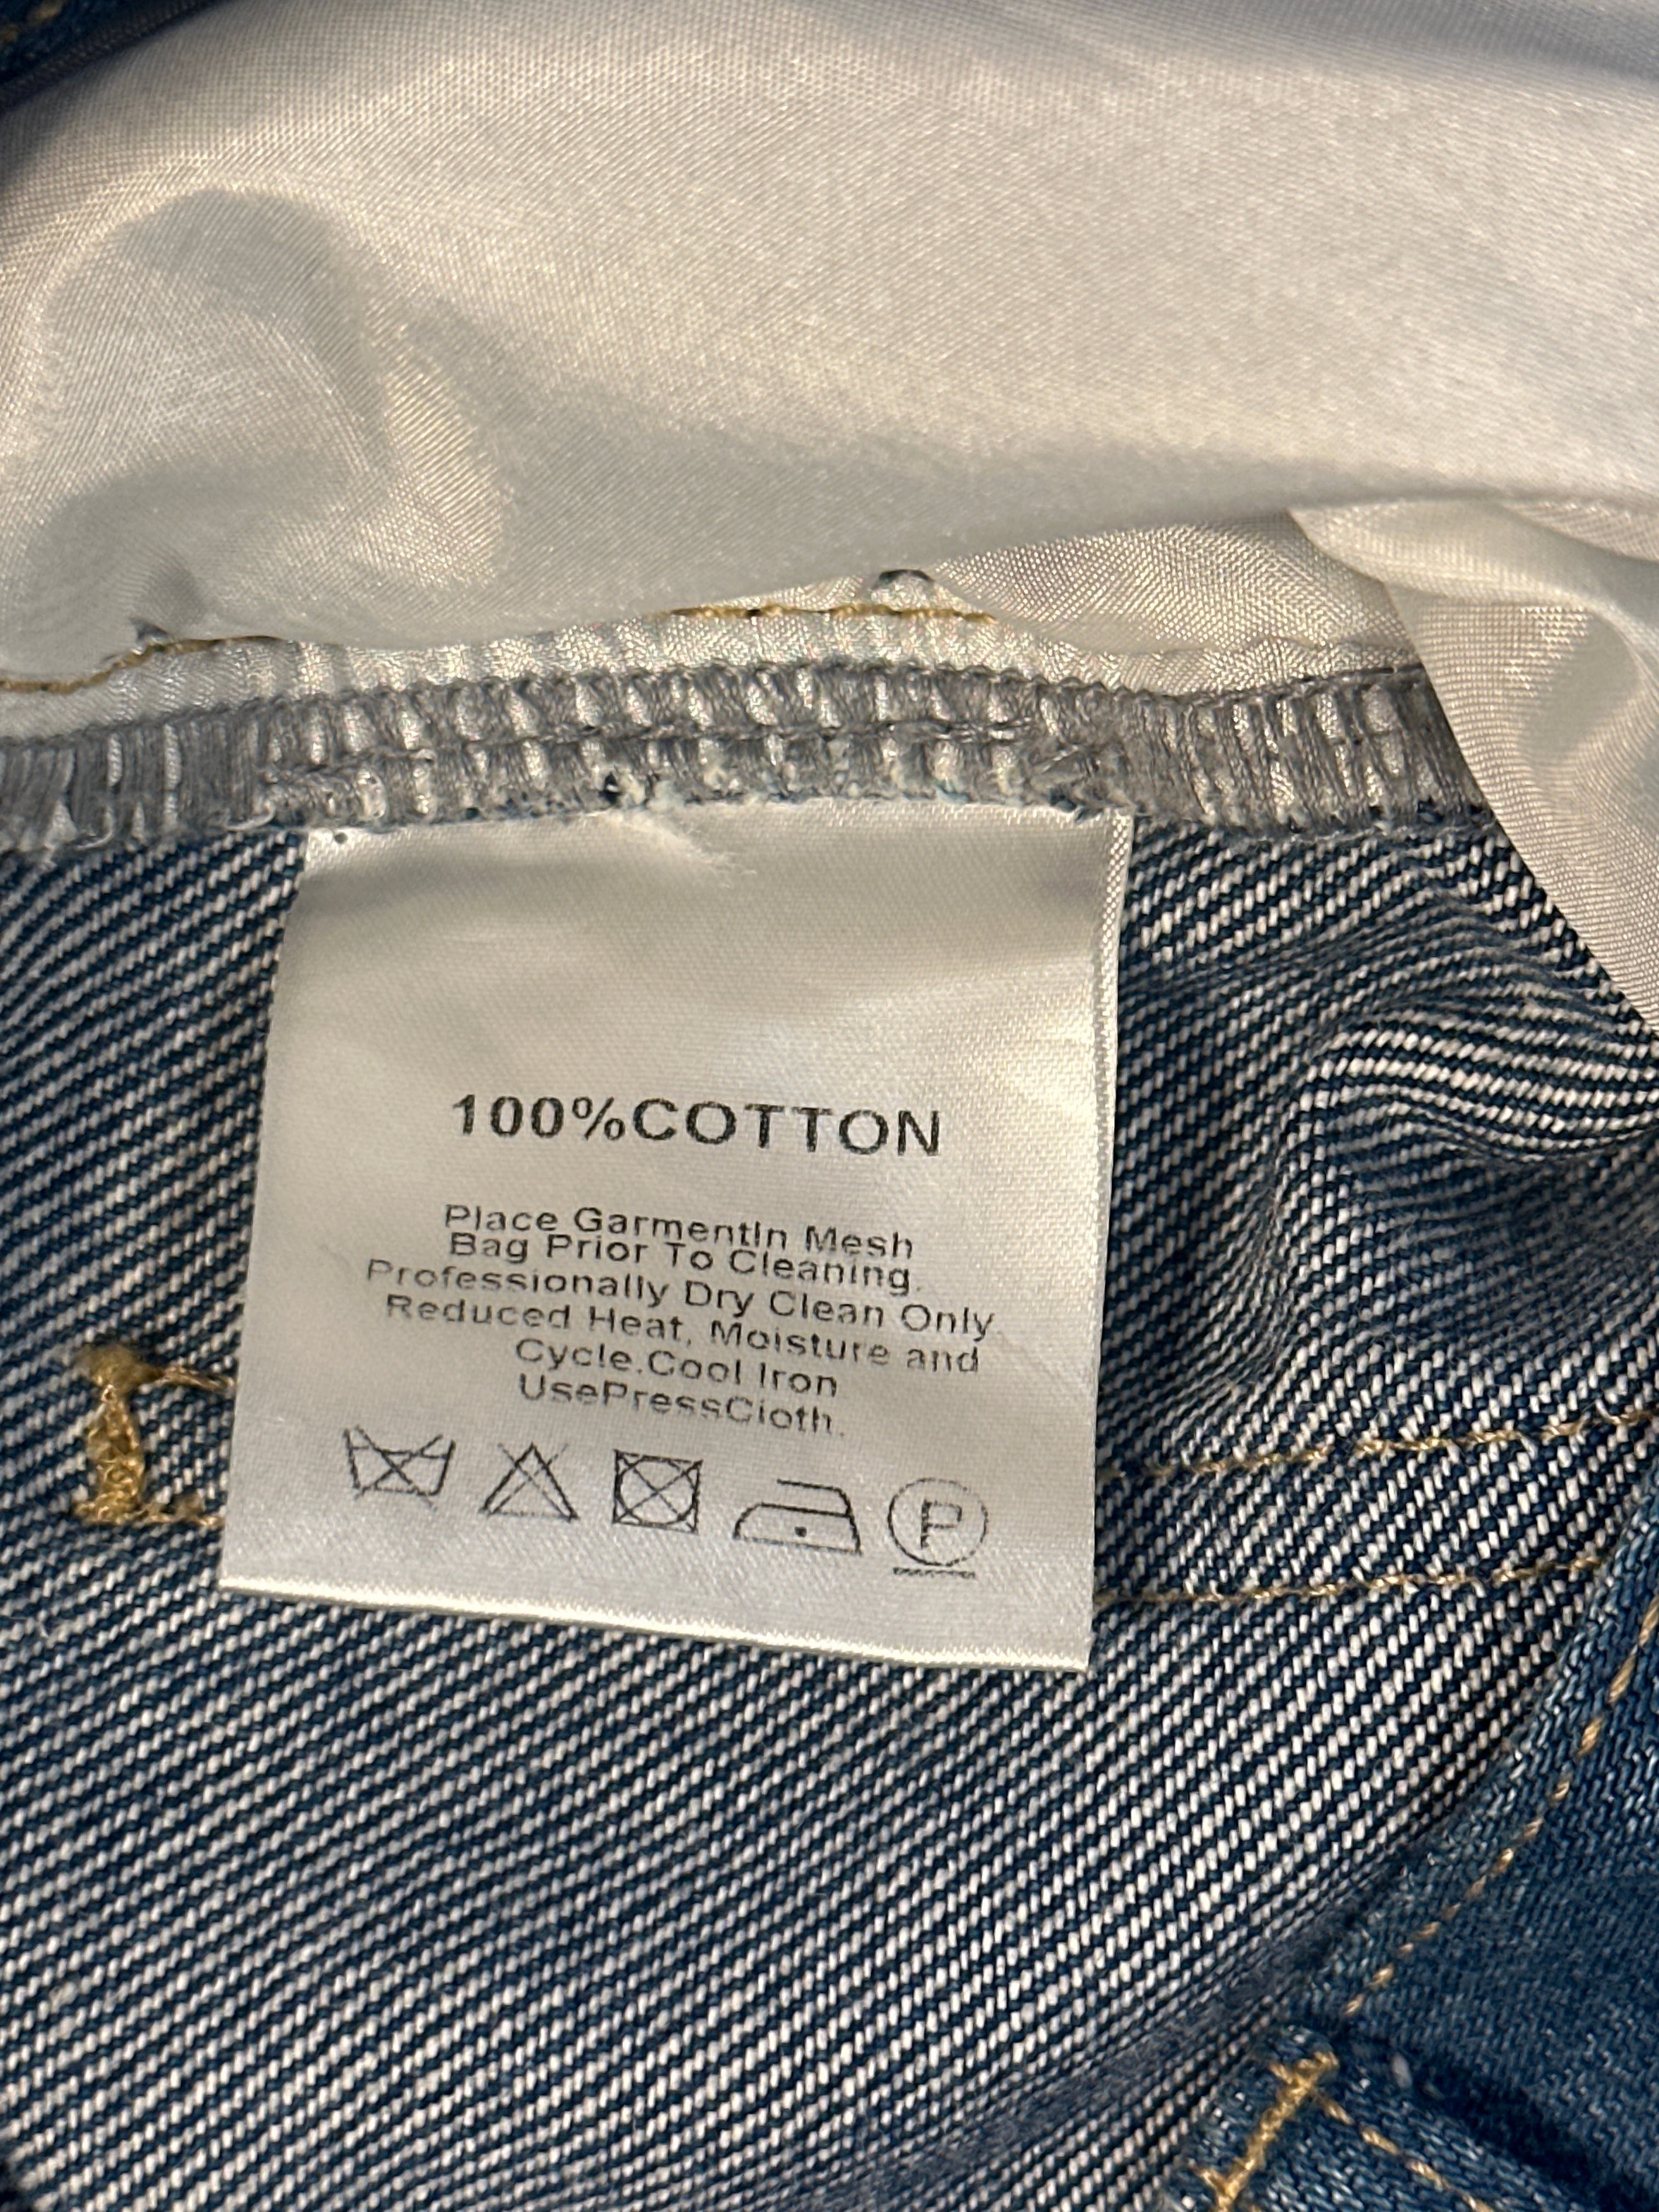 100%COTTON
Place GarmentIn Mesh
Bag Prior To Cleaning.
Professionally Dry Clean Only
Reduced Heat, Moisture and
Cycle.Cool Iron
UsePressCloth.
P